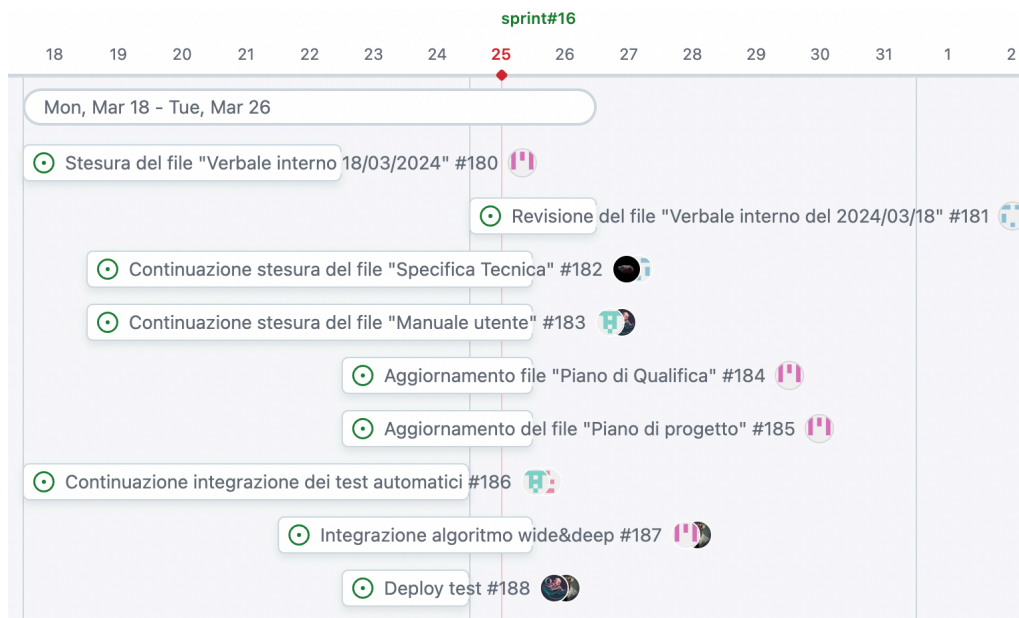 sprint#16
18 19 20 21 22 23 24 25 26 27 28 29 30 31 1 2
Mon, Mar 18 - Tue, Mar 26
Stesura del file "Verbale interno 18/03/2024" #180
Revisione del file "Verbale interno del 2024/03/18" #181
Continuazione stesura del file "Specifica Tecnica" #182
Continuazione stesura del file "Manuale utente" #183
Aggiornamento file "Piano di Qualifica" #184
Aggiornamento del file "Piano di progetto" #185
Continuazione integrazione dei test automatici #186
Integrazione algoritmo wide&deep #187
Deploy test #188